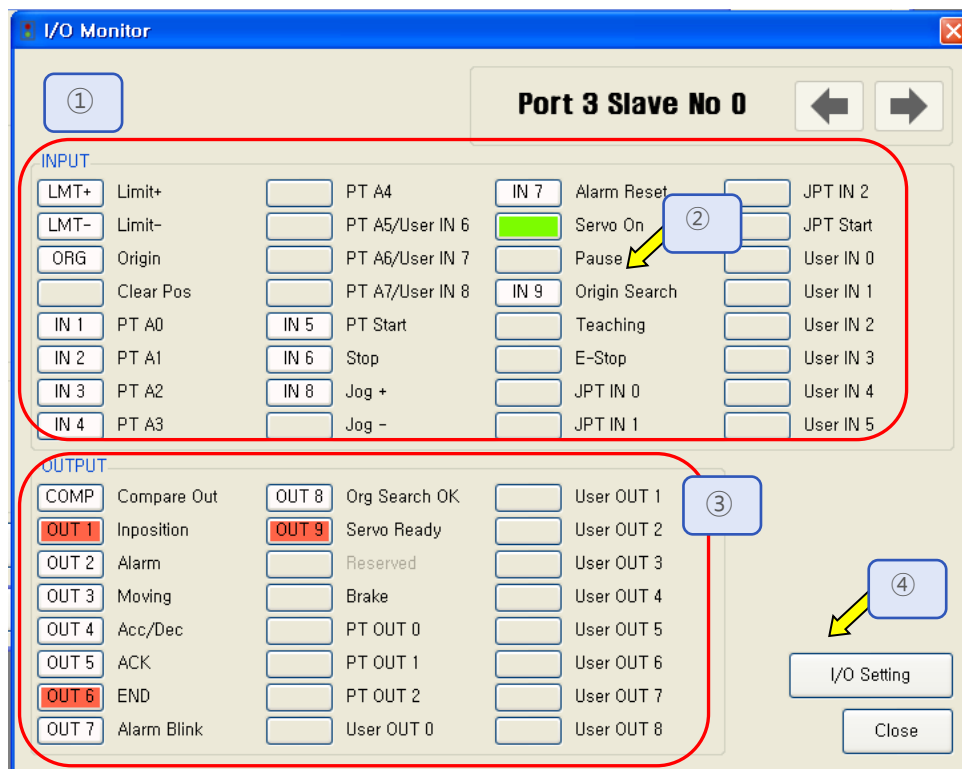 I/O Monitor
①
Port 3 Slave No 0
INPUT
LMT+ Limit+ PT A4 IN 7 Alarm Reset JPT IN 2
LMT- Limit- PT A5/User IN 6 Servo On ② JPT Start
ORG Origin PT A6/User IN 7 Pause User IN 0
Clear Pos PT A7/User IN 8 IN 9 Origin Search User IN 1
IN 1 PT A0 IN 5 PT Start Teaching User IN 2
IN 2 PT A1 IN 6 Stop E-Stop User IN 3
IN 3 PT A2 IN 8 Jog + JPT IN 0 User IN 4
IN 4 PT A3 Jog - JPT IN 1 User IN 5
OUTPUT
COMP Compare Out OUT 8 Org Search OK User OUT 1 ③
OUT 1 Inposition OUT 9 Servo Ready User OUT 2
OUT 2 Alarm Reserved User OUT 3
OUT 3 Moving Brake User OUT 4 ④
OUT 4 Acc/Dec PT OUT 0 User OUT 5
OUT 5 ACK PT OUT 1 User OUT 6 I/O Setting
OUT 6 END PT OUT 2 User OUT 7
OUT 7 Alarm Blink User OUT 0 User OUT 8 Close